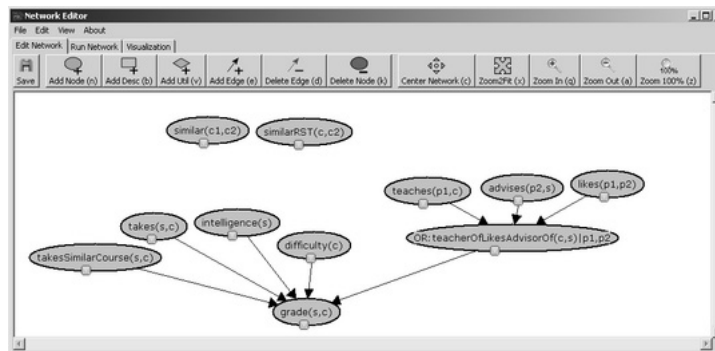 Network Editor
File Edit View About
Edit Network Run Network Visualization
Save Add Node (n) Add Desc (b) Add Util (v) Add Edge (e) Delete Edge (d) Delete Node (k) Center Network (c) Zoom2Fit (x) Zoom In (q) Zoom Out (a) 100% Zoom 100% (z)
similar(c1,c2) similarRST(c,c2)
teaches(p1,c) advises(p2,s) likes(p1,p2)
takes(s,c) intelligence(s)
difficulty(c) OR:teacherOfLikesAdvisorOf(c,s)|p1,p2
takesSimilarCourse(s,c)
grade(s,c)